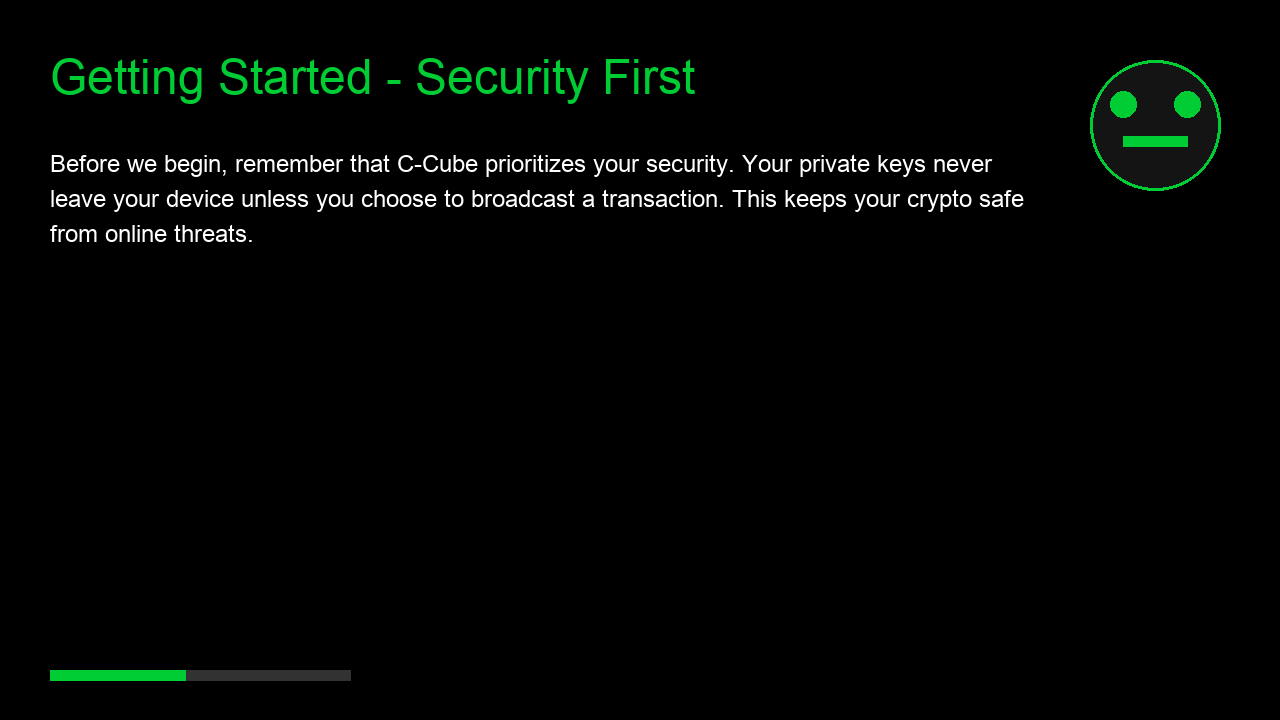 Getting Started - Security First
Before we begin, remember that C-Cube prioritizes your security. Your private keys never
leave your device unless you choose to broadcast a transaction. This keeps your crypto safe
from online threats.